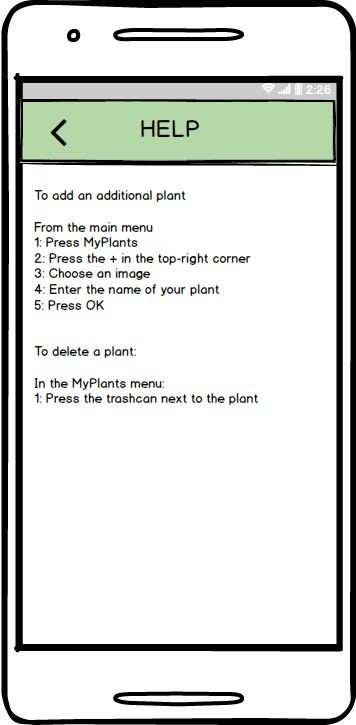 2:26
HELP
To add an additional plant
From the main menu
1: Press MyPlants
2: Press the + in the top-right corner
3: Choose an image
4: Enter the name of your plant
5: Press OK
To delete a plant:
In the MyPlants menu:
1: Press the trashcan next to the plant